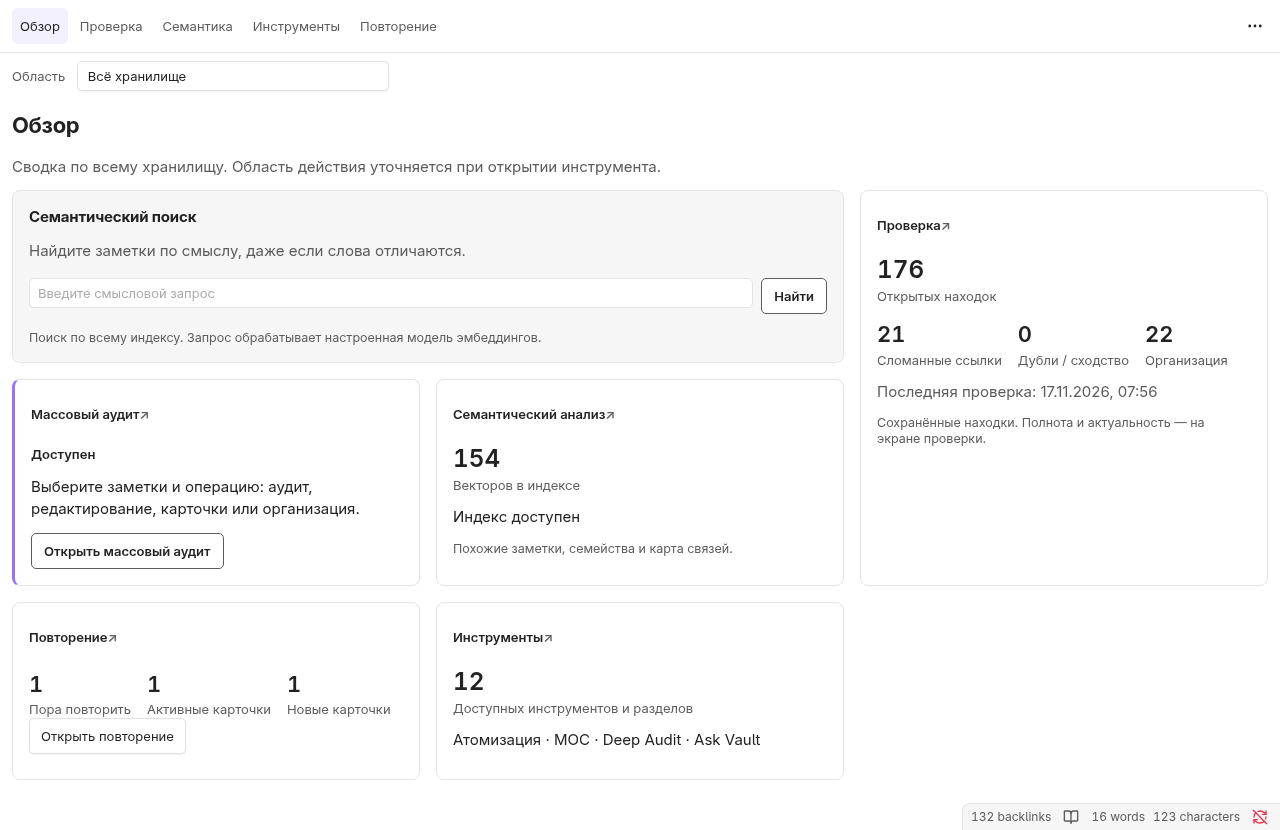 Обзор Проверка Семантика Инструменты Повторение
Область Всё хранилище
Обзор
Сводка по всему хранилищу. Область действия уточняется при открытии инструмента.
Семантический поиск
Найдите заметки по смыслу, даже если слова отличаются.
Введите смысловой запрос Найти
Поиск по всему индексу. Запрос обрабатывает настроенная модель эмбеддингов.
Проверка
176
Открытых находок
21 0 22
Сломанные ссылки Дубли / сходство Организация
Последняя проверка: 17.11.2026, 07:56
Сохранённые находки. Полнота и актуальность — на
экране проверки.
Массовый аудит
Доступен
Выберите заметки и операцию: аудит,
редактирование, карточки или организация.
Открыть массовый аудит
Семантический анализ
154
Векторов в индексе
Индекс доступен
Похожие заметки, семейства и карта связей.
Повторение
1 1 1
Пора повторить Активные карточки Новые карточки
Открыть повторение
Инструменты
12
Доступных инструментов и разделов
Атомизация · MOC · Deep Audit · Ask Vault
132 backlinks 16 words 123 characters